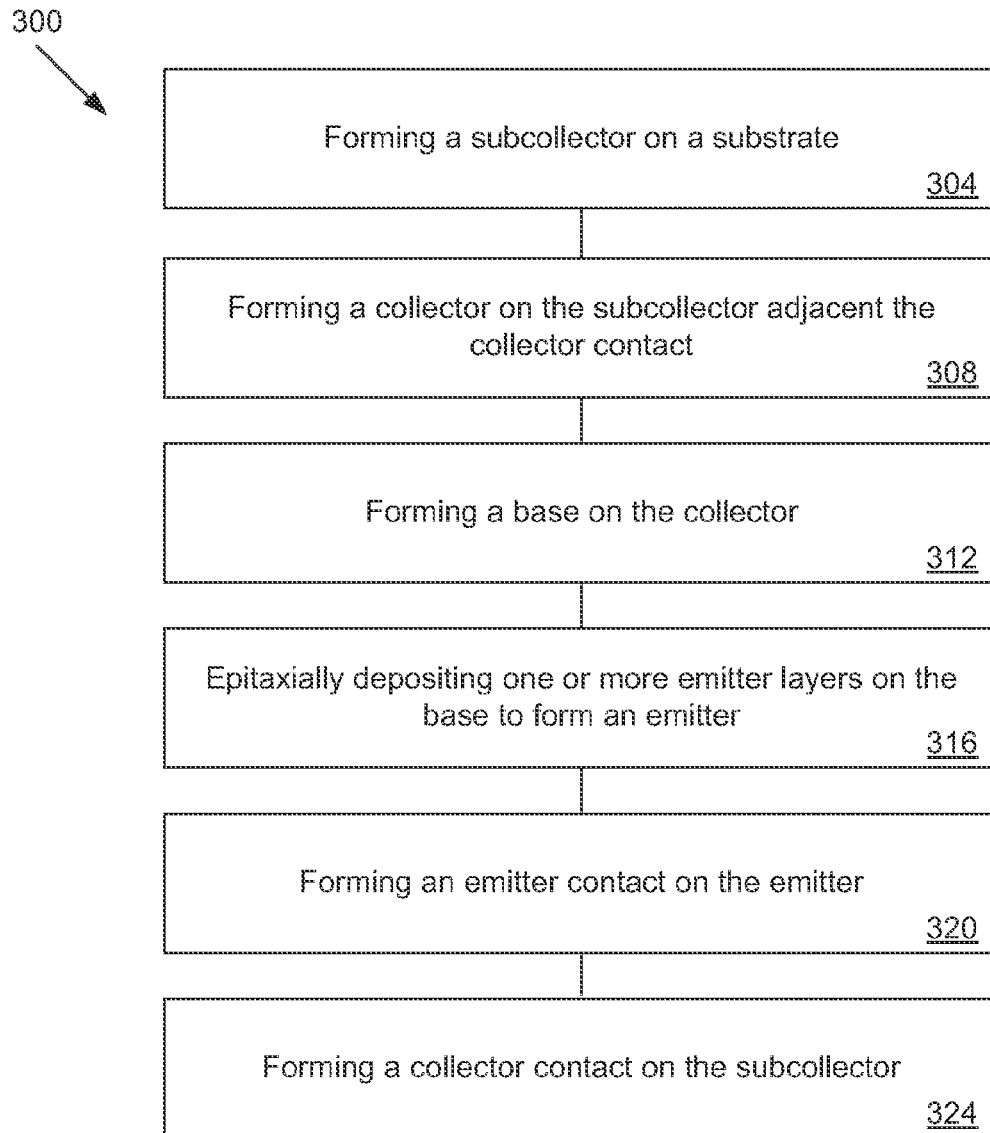 300
Forming a subcollector on a substrate
304
Forming a collector on the subcollector adjacent the
collector contact
308
Forming a base on the collector
312
Epitaxially depositing one or more emitter layers on the
base to form an emitter
316
Forming an emitter contact on the emitter
320
Forming a collector contact on the subcollector
324